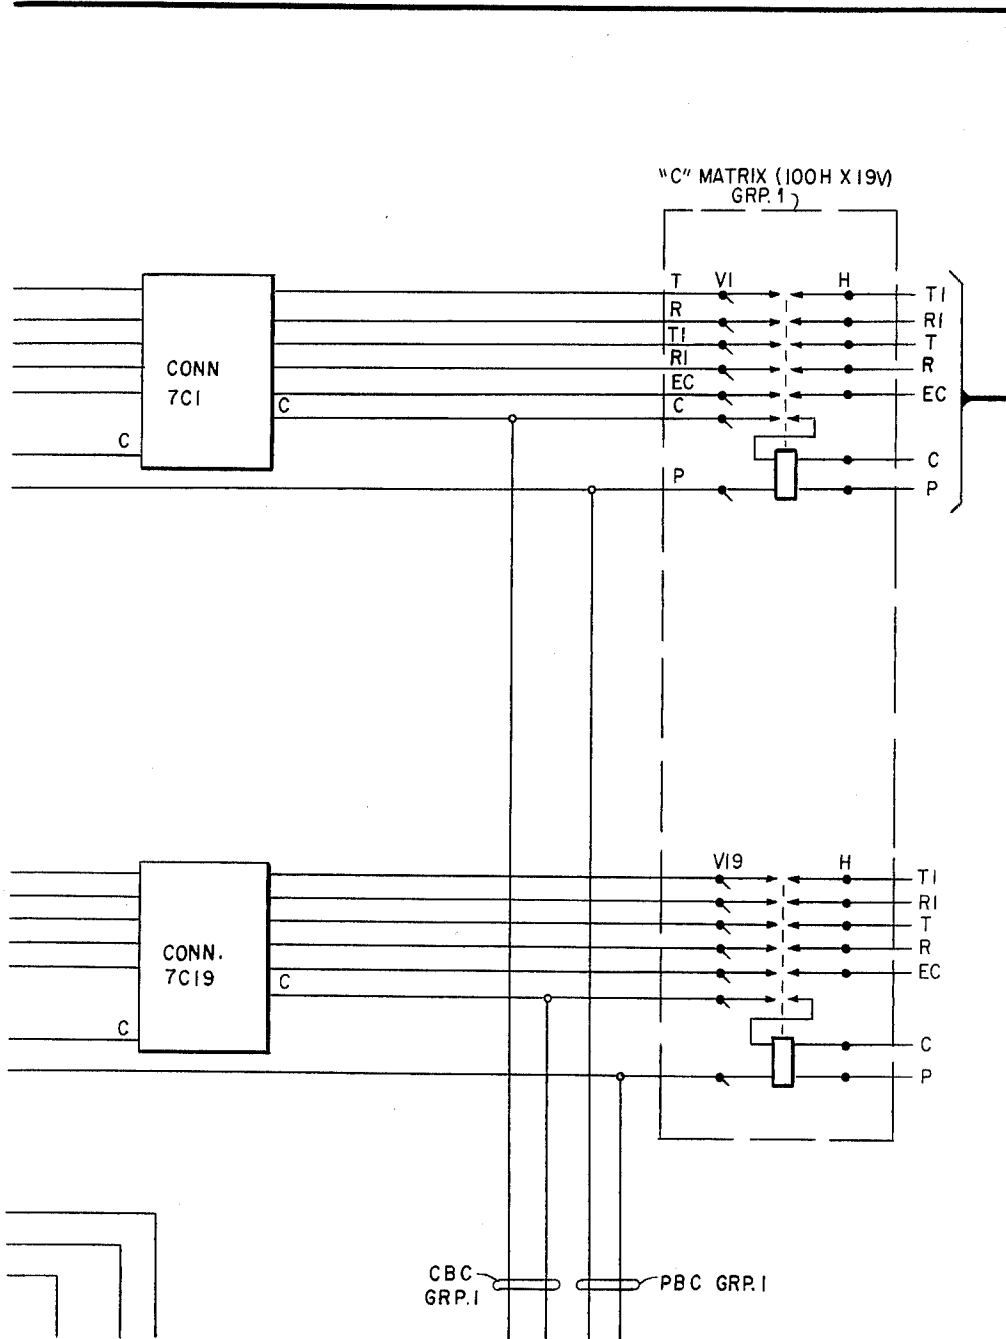 "C" MATRIX (100H X 19V)
GRP. 1
T V1 H T1
R R1
T1 T
R1 R
EC EC
C
CONN
7C1
C
C
C
P P
V19 H T1
R1
T
R
EC
CONN.
7C19
C
C
C
P
CBC
GRP. 1
PBC GRP. 1